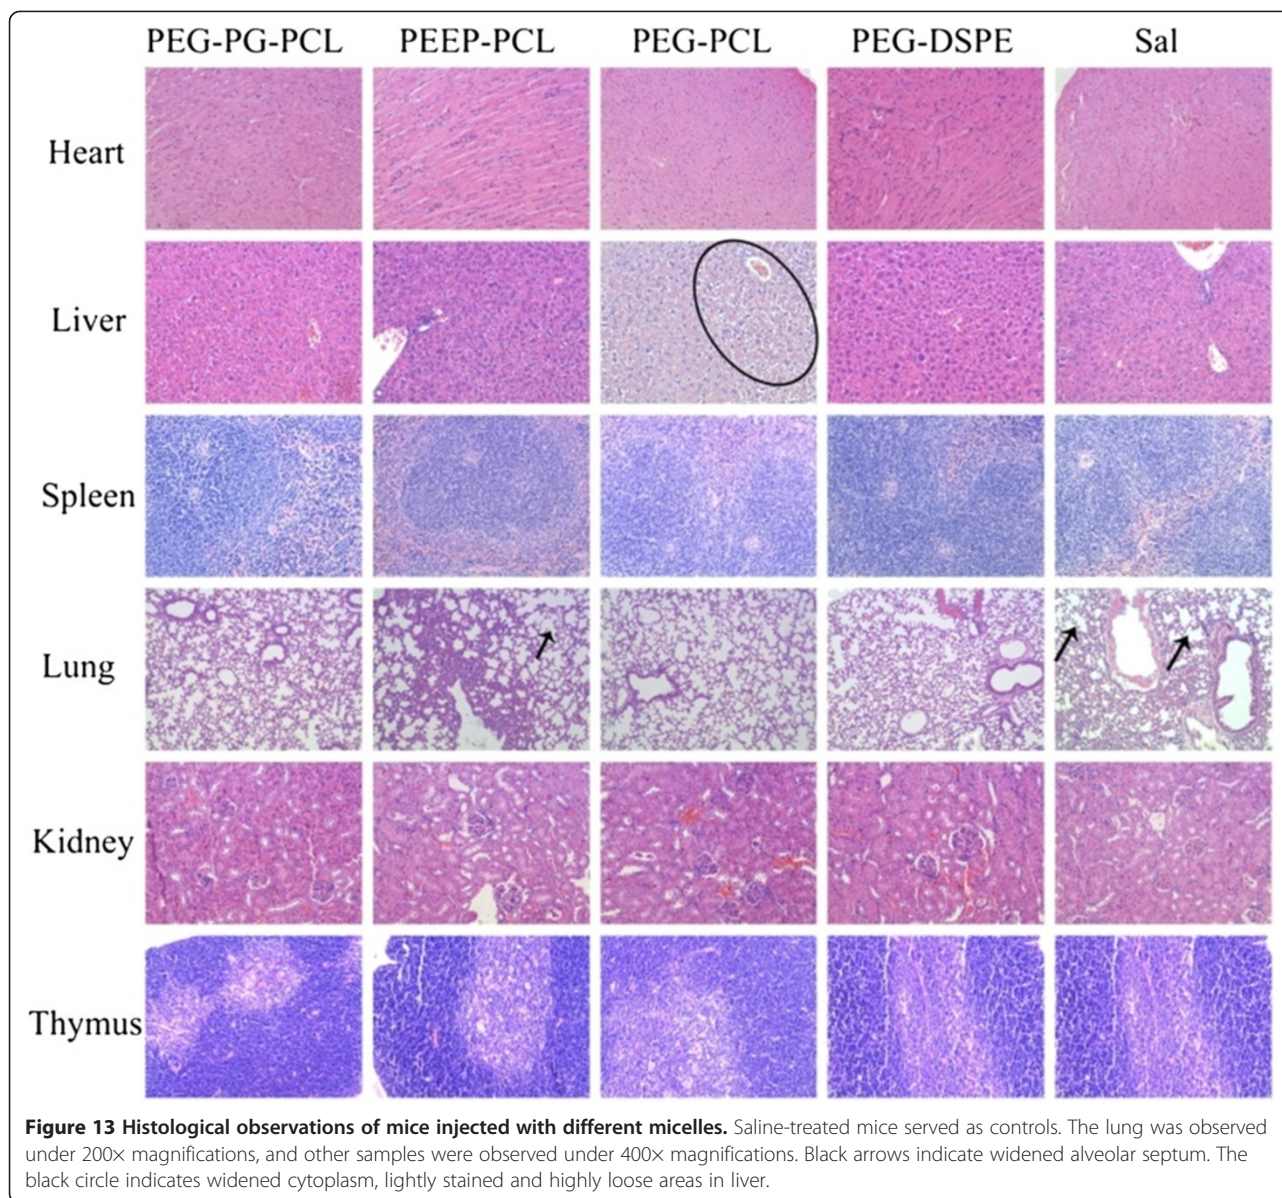 PEG-PG-PCL PEEP-PCL PEG-PCL PEG-DSPE Sal
Heart
Liver
Spleen
Lung
Kidney
Thymus
Figure 13 Histological observations of mice injected with different micelles. Saline-treated mice served as controls. The lung was observed
under 200× magnifications, and other samples were observed under 400× magnifications. Black arrows indicate widened alveolar septum. The
black circle indicates widened cytoplasm, lightly stained and highly loose areas in liver.